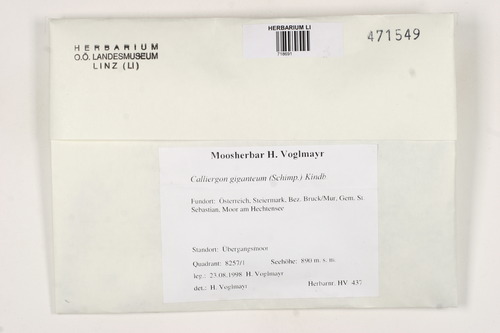 HERBARIUM
O.Ö. LANDESMUSEUM
LINZ (LI)
HERBARIUM LI
471549
Moosherbar H. Voglmayr
Calliergon giganteum (Schimp.) Kindb
Fundort: Österreich, Steiermark, Bez. Bruck/Mur, Gem. St.
Sebastian, Moor am Hechtensee
Standort: Übergangsmoor
Quadrant: 8257/1 Seehöhe: 890 m. s. m.
leg.: 23.08.1998 H. Voglmayr
det.: H. Voglmayr Herbarnr. HV 437